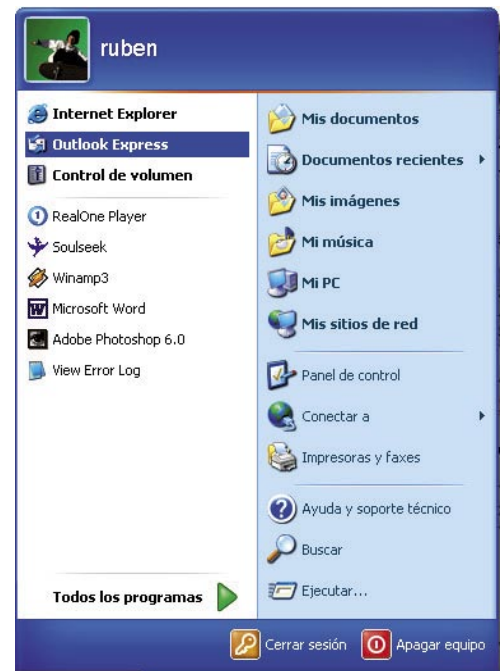 ruben
Internet Explorer
Outlook Express
Control de volumen
RealOne Player
Soulseek
Winamp3
Microsoft Word
Adobe Photoshop 6.0
View Error Log
Todos los programas
Mis documentos
Documentos recientes
Mis imágenes
Mi música
Mi PC
Mis sitios de red
Panel de control
Conectar a
Impresoras y faxes
Ayuda y soporte técnico
Buscar
Ejecutar...
Cerrar sesión
Apagar equipo